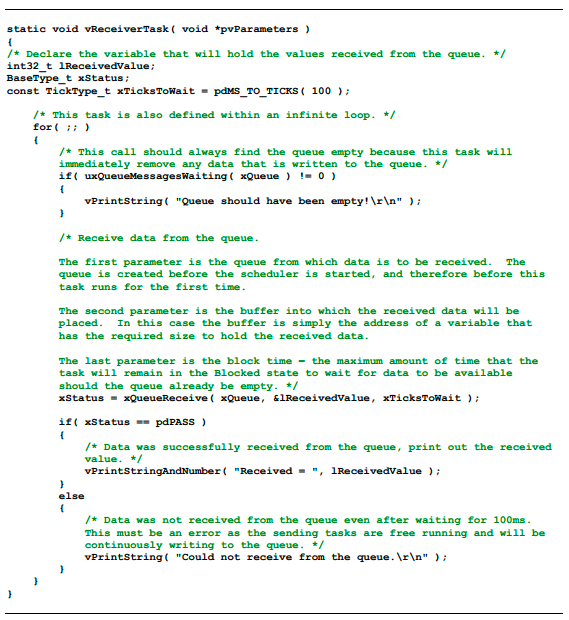 static void vReceiverTask( void *pvParameters )
{
/* Declare the variable that will hold the values received from the queue. */
int32_t lReceivedValue;
BaseType_t xStatus;
const TickType_t xTicksToWait = pdMS_TO_TICKS( 100 );
/* This task is also defined within an infinite loop. */
for( ;; )
{
/* This call should always find the queue empty because this task will
immediately remove any data that is written to the queue. */
if( uxQueueMessagesWaiting( xQueue ) != 0 )
{
vPrintString( "Queue should have been empty!\r\n" );
}
/* Receive data from the queue.
The first parameter is the queue from which data is to be received. The
queue is created before the scheduler is started, and therefore before this
task runs for the first time.
The second parameter is the buffer into which the received data will be
placed. In this case the buffer is simply the address of a variable that
has the required size to hold the received data.
The last parameter is the block time – the maximum amount of time that the
task will remain in the Blocked state to wait for data to be available
should the queue already be empty. */
xStatus = xQueueReceive( xQueue, &lReceivedValue, xTicksToWait );
if( xStatus == pdPASS )
{
/* Data was successfully received from the queue, print out the received
value. */
vPrintStringAndNumber( "Received = ", lReceivedValue );
}
else
{
/* Data was not received from the queue even after waiting for 100ms.
This must be an error as the sending tasks are free running and will be
continuously writing to the queue. */
vPrintString( "Could not receive from the queue.\r\n" );
}
}
}